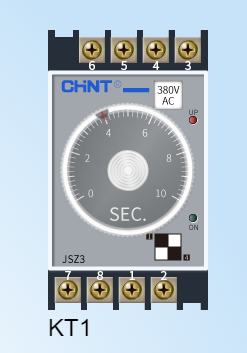 6 5 4 3
CHNT©
380V
AC
UP
4 6
2 8
0 10
SEC.
ON
JSZ3
7 8 1 2
KT1